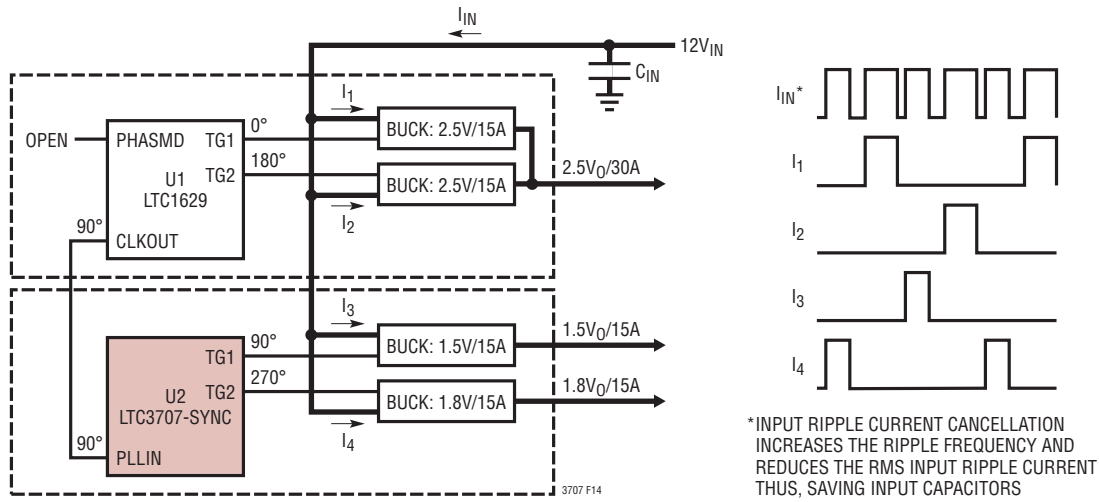 I_IN
12V_IN
C_IN
I_1
BUCK: 2.5V/15A
OPEN
PHASMD
TG1
0°
U1
LTC1629
TG2
180°
BUCK: 2.5V/15A
2.5V_O/30A
I_2
90°
CLKOUT
I_3
BUCK: 1.5V/15A
1.5V_O/15A
TG1
90°
U2
LTC3707-SYNC
TG2
270°
BUCK: 1.8V/15A
1.8V_O/15A
I_4
90°
PLLIN
3707 F14
I_IN*
I_1
I_2
I_3
I_4
*INPUT RIPPLE CURRENT CANCELLATION
INCREASES THE RIPPLE FREQUENCY AND
REDUCES THE RMS INPUT RIPPLE CURRENT
THUS, SAVING INPUT CAPACITORS